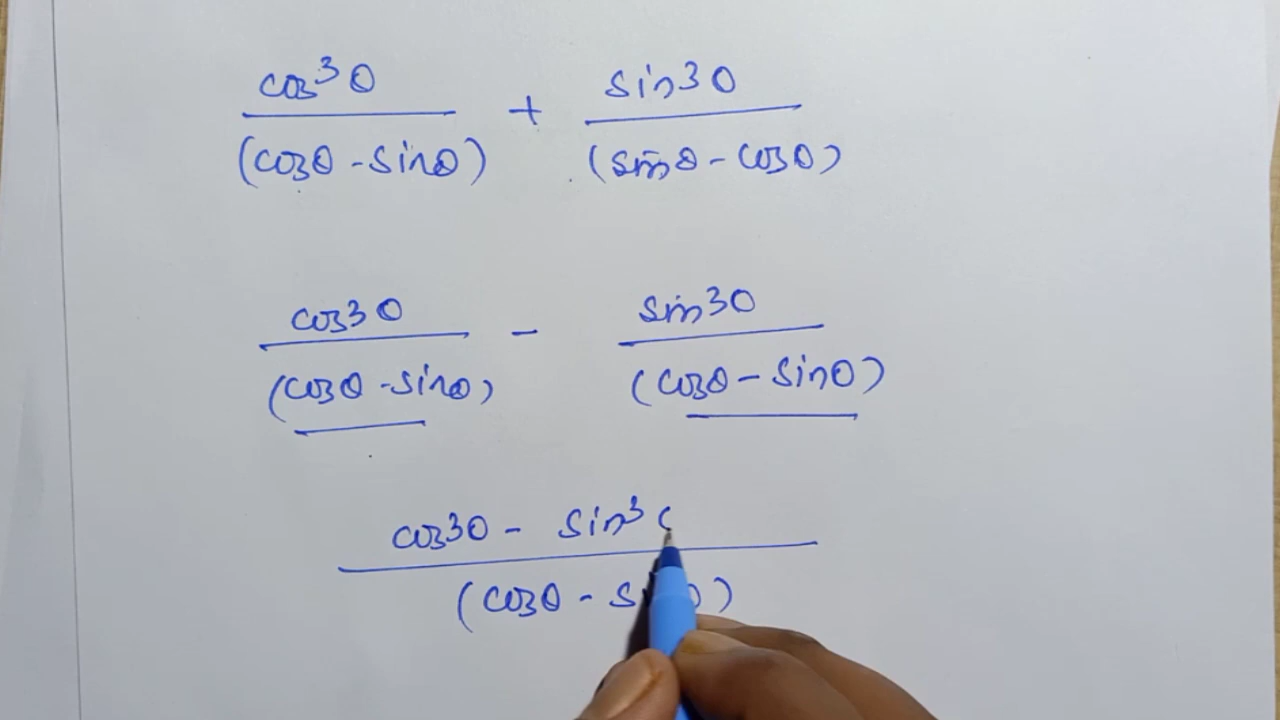 cos³θ / (cosθ - sinθ) + sin³θ / (sinθ - cosθ)
cos³θ / (cosθ - sinθ) - sin³θ / (cosθ - sinθ)
cos³θ - sin³ / (cosθ -